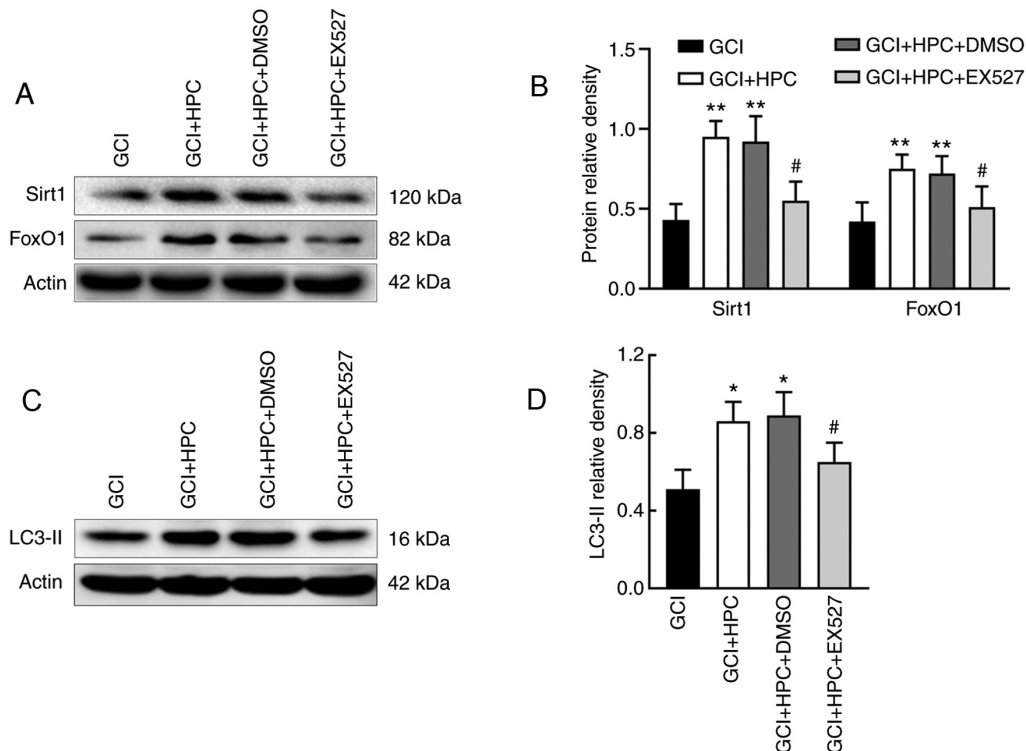 A
GCI
GCI+HPC
GCI+HPC+DMSO
GCI+HPC+EX527
Sirt1
120 kDa
FoxO1
82 kDa
Actin
42 kDa
B
GCI
GCI+HPC
GCI+HPC+DMSO
GCI+HPC+EX527
Protein relative density
1.5
1.0
0.5
0.0
** ** #
** ** #
Sirt1
FoxO1
C
GCI
GCI+HPC
GCI+HPC+DMSO
GCI+HPC+EX527
LC3-II
16 kDa
Actin
42 kDa
D
LC3-II relative density
1.2
0.8
0.4
0.0
* * #
GCI
GCI+HPC
GCI+HPC+DMSO
GCI+HPC+EX527